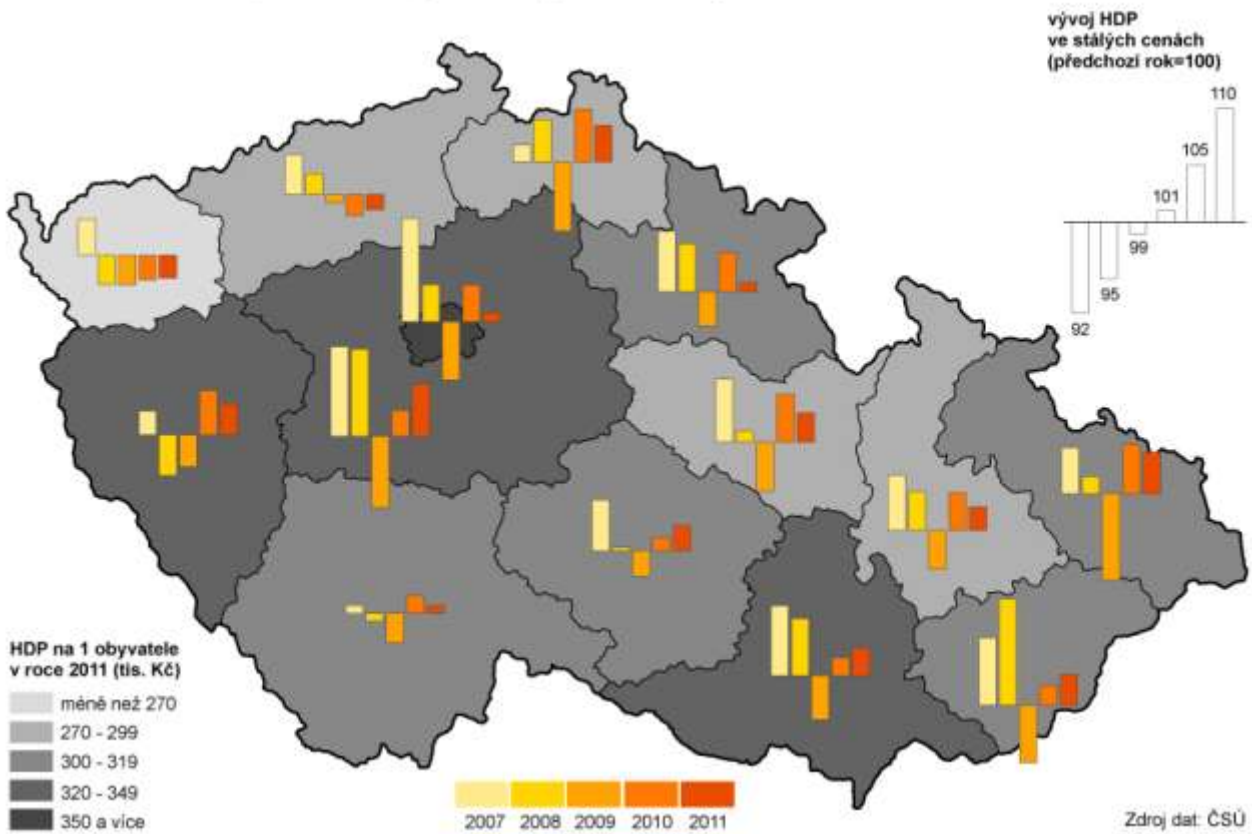 vývoj HDP
ve stálých cenách
(předchozí rok=100)
110
105
101
99
95
92
HDP na 1 obyvatele
v roce 2011 (tis. Kč)
méně než 270
270 - 299
300 - 319
320 - 349
350 a více
2007 2008 2009 2010 2011
Zdroj dat: ČSÚ